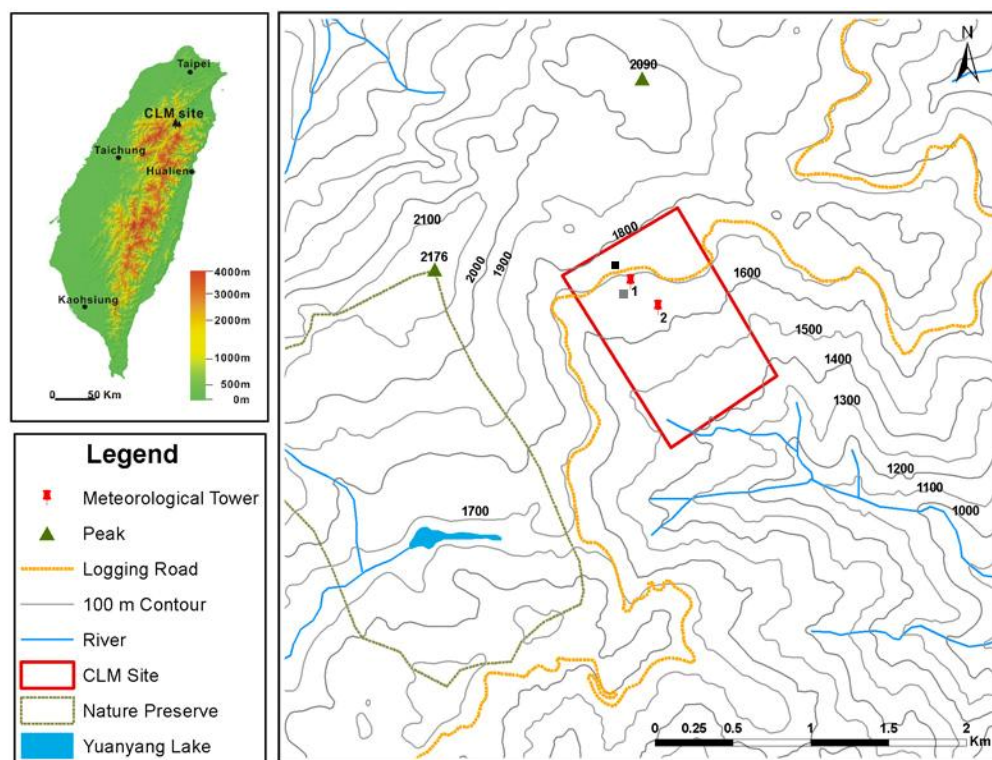 Taipei
CLM site
Taichung
Hualien
Kaohsiung
4000m
3000m
2000m
1000m
500m
0m
0 50 Km
Legend
Meteorological Tower
Peak
Logging Road
100 m Contour
River
CLM Site
Nature Preserve
Yuanyang Lake
N
2090
2100
1800
2176
2000
1900
1600
1
2
1500
1400
1300
1200
1100
1000
1700
0 0.25 0.5 1 1.5 2
Km